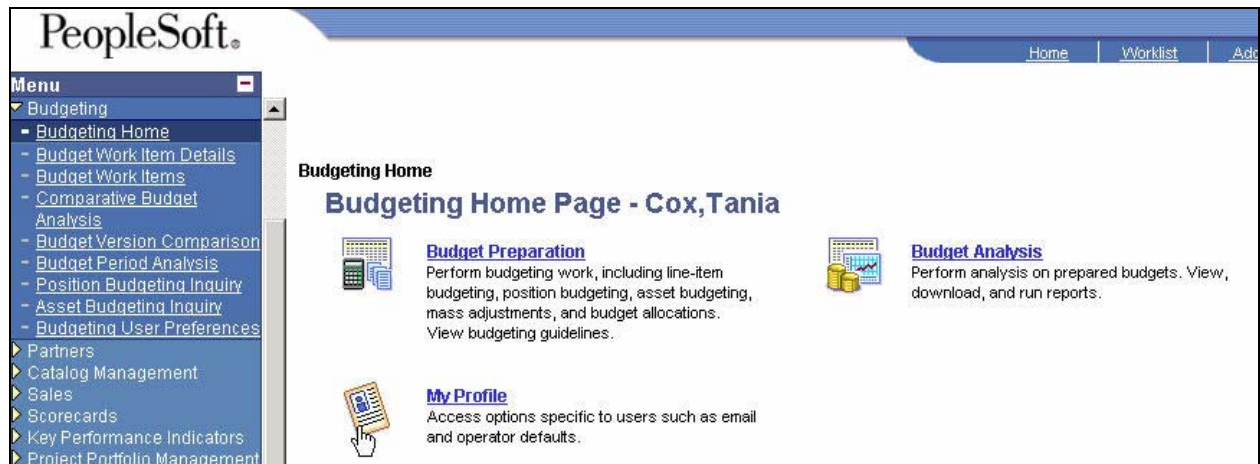 PeopleSoft®
Home
Worklist
Menu
Budgeting
Budgeting Home
Budget Work Item Details
Budget Work Items
Comparative Budget
Analysis
Budget Version Comparison
Budget Period Analysis
Position Budgeting Inquiry
Asset Budgeting Inquiry
Budgeting User Preferences
Partners
Catalog Management
Sales
Scorecards
Key Performance Indicators
Project Portfolio Management
Budgeting Home
Budgeting Home Page - Cox,Tania
Budget Preparation
Perform budgeting work, including line-item
budgeting, position budgeting, asset budgeting,
mass adjustments, and budget allocations.
View budgeting guidelines.
Budget Analysis
Perform analysis on prepared budgets. View,
download, and run reports.
My Profile
Access options specific to users such as email
and operator defaults.